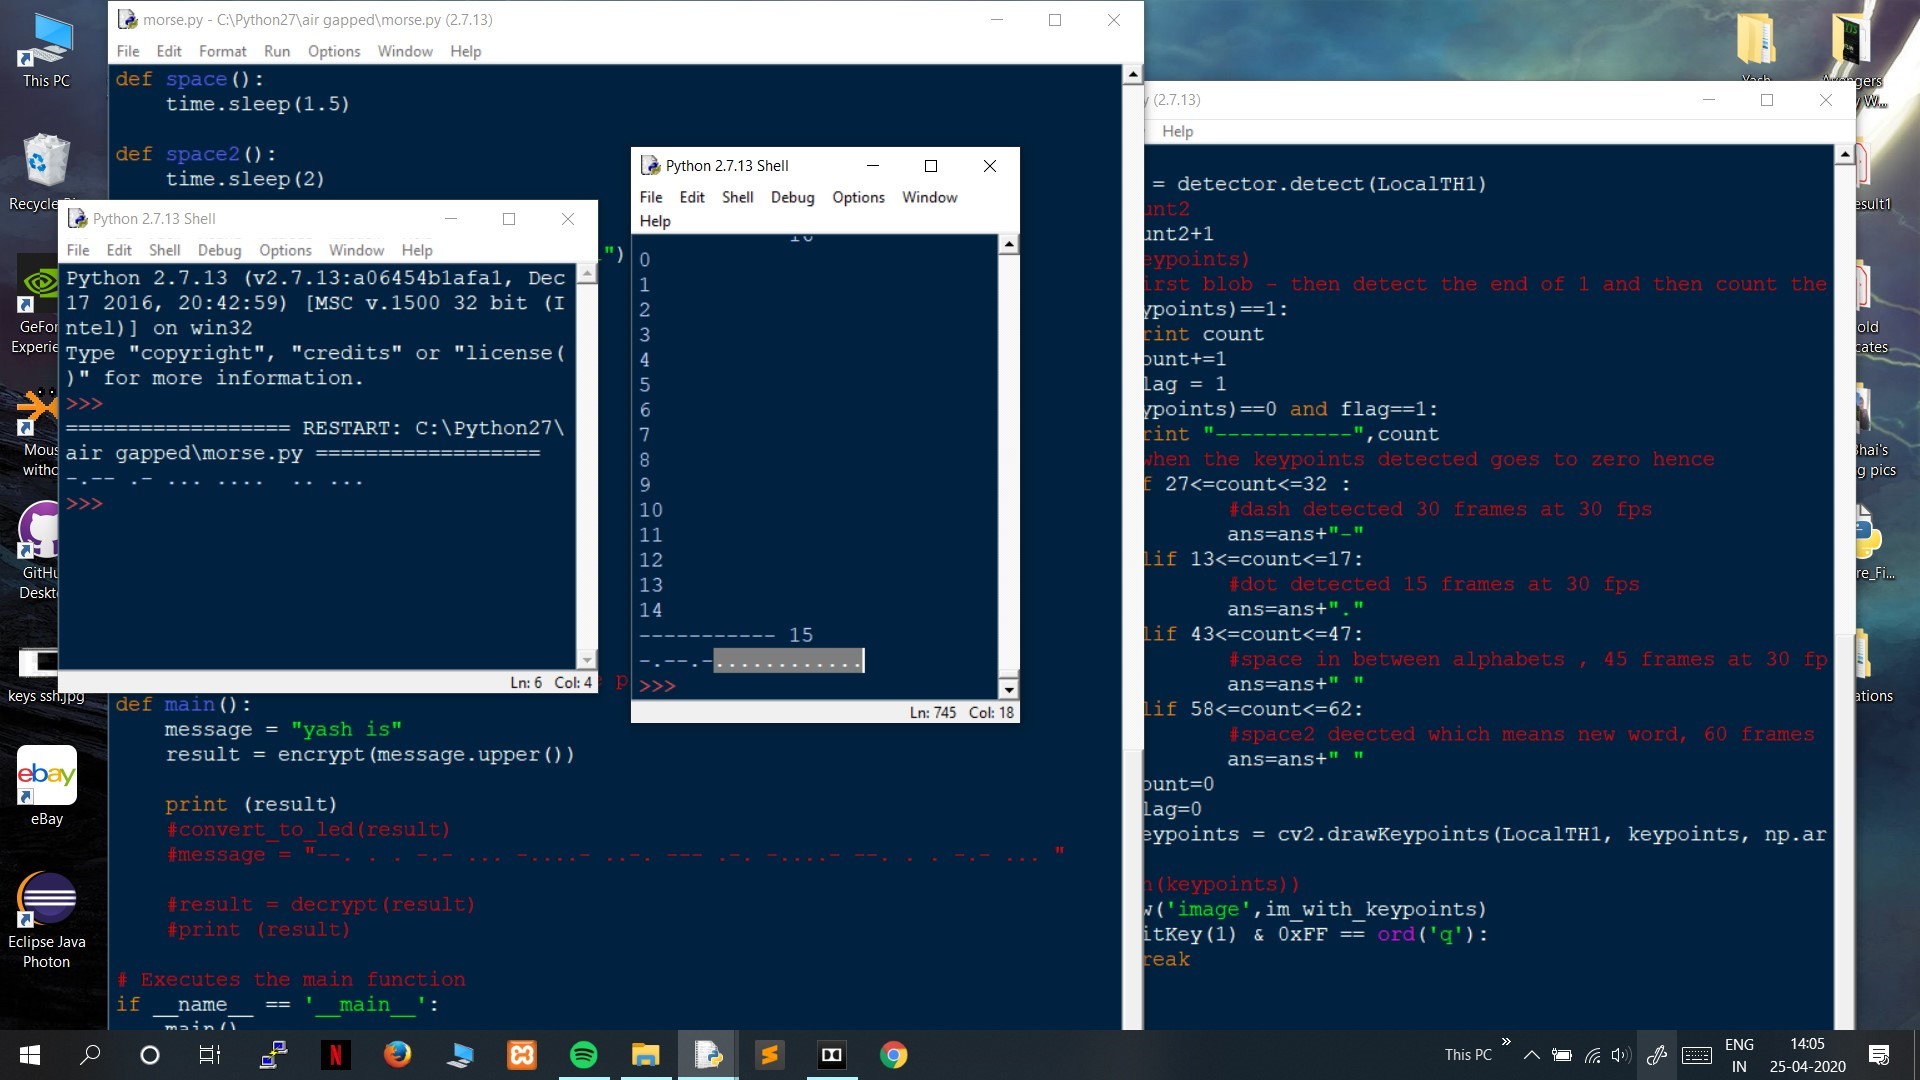 morse.py - C:\Python27\air gapped\morse.py (2.7.13)
File Edit Format Run Options Window Help
def space():
    time.sleep(1.5)
def space2():
    time.sleep(2)
")
p
def main():
    message = "yash is"
    result = encrypt(message.upper())
    print (result)
    #convert_to_led(result)
    #message = "--. . . -.- ... -....- ..-. --- .-. -....- --. . . -.- ... "
    #result = decrypt(result)
    #print (result)
# Executes the main function
if __name__ == '__main__':
    main()
Python 2.7.13 Shell
File Edit Shell Debug Options Window Help
Python 2.7.13 (v2.7.13:a06454b1afa1, Dec
17 2016, 20:42:59) [MSC v.1500 32 bit (I
ntel)] on win32
Type "copyright", "credits" or "license(
)" for more information.
>>>
================== RESTART: C:\Python27\
air gapped\morse.py ==================
-.-- .- ... ....  .. ...
>>>
Ln: 6 Col: 4
Python 2.7.13 Shell
File Edit Shell Debug Options Window
Help
0
1
2
3
4
5
6
7
8
9
10
11
12
13
14
----------- 15
-.--.-............
>>>
Ln: 745 Col: 18
(2.7.13)
Help
= detector.detect(LocalTH1)
unt2
unt2+1
eypoints)
irst blob - then detect the end of 1 and then count the
ypoints)==1:
rint count
ount+=1
lag = 1
ypoints)==0 and flag==1:
rint "-----------",count
when the keypoints detected goes to zero hence
f 27<=count<=32 :
#dash detected 30 frames at 30 fps
ans=ans+"-"
lif 13<=count<=17:
#dot detected 15 frames at 30 fps
ans=ans+"."
lif 43<=count<=47:
#space in between alphabets , 45 frames at 30 fp
ans=ans+" "
lif 58<=count<=62:
#space2 deected which means new word, 60 frames
ans=ans+" "
ount=0
lag=0
eypoints = cv2.drawKeypoints(LocalTH1, keypoints, np.ar
n(keypoints))
w('image',im_with_keypoints)
itKey(1) & 0xFF == ord('q'):
reak
This PC
Recycle
GeFor
Experie
Mous
witho
GitHu
Deskt
keys ssh.jpg
ebay
eBay
Eclipse Java
Photon
Yash
Avengers
W...
esult1
old
cates
Bhai's
g pics
re_Fi...
ations
This PC
ENG
IN
14:05
25-04-2020